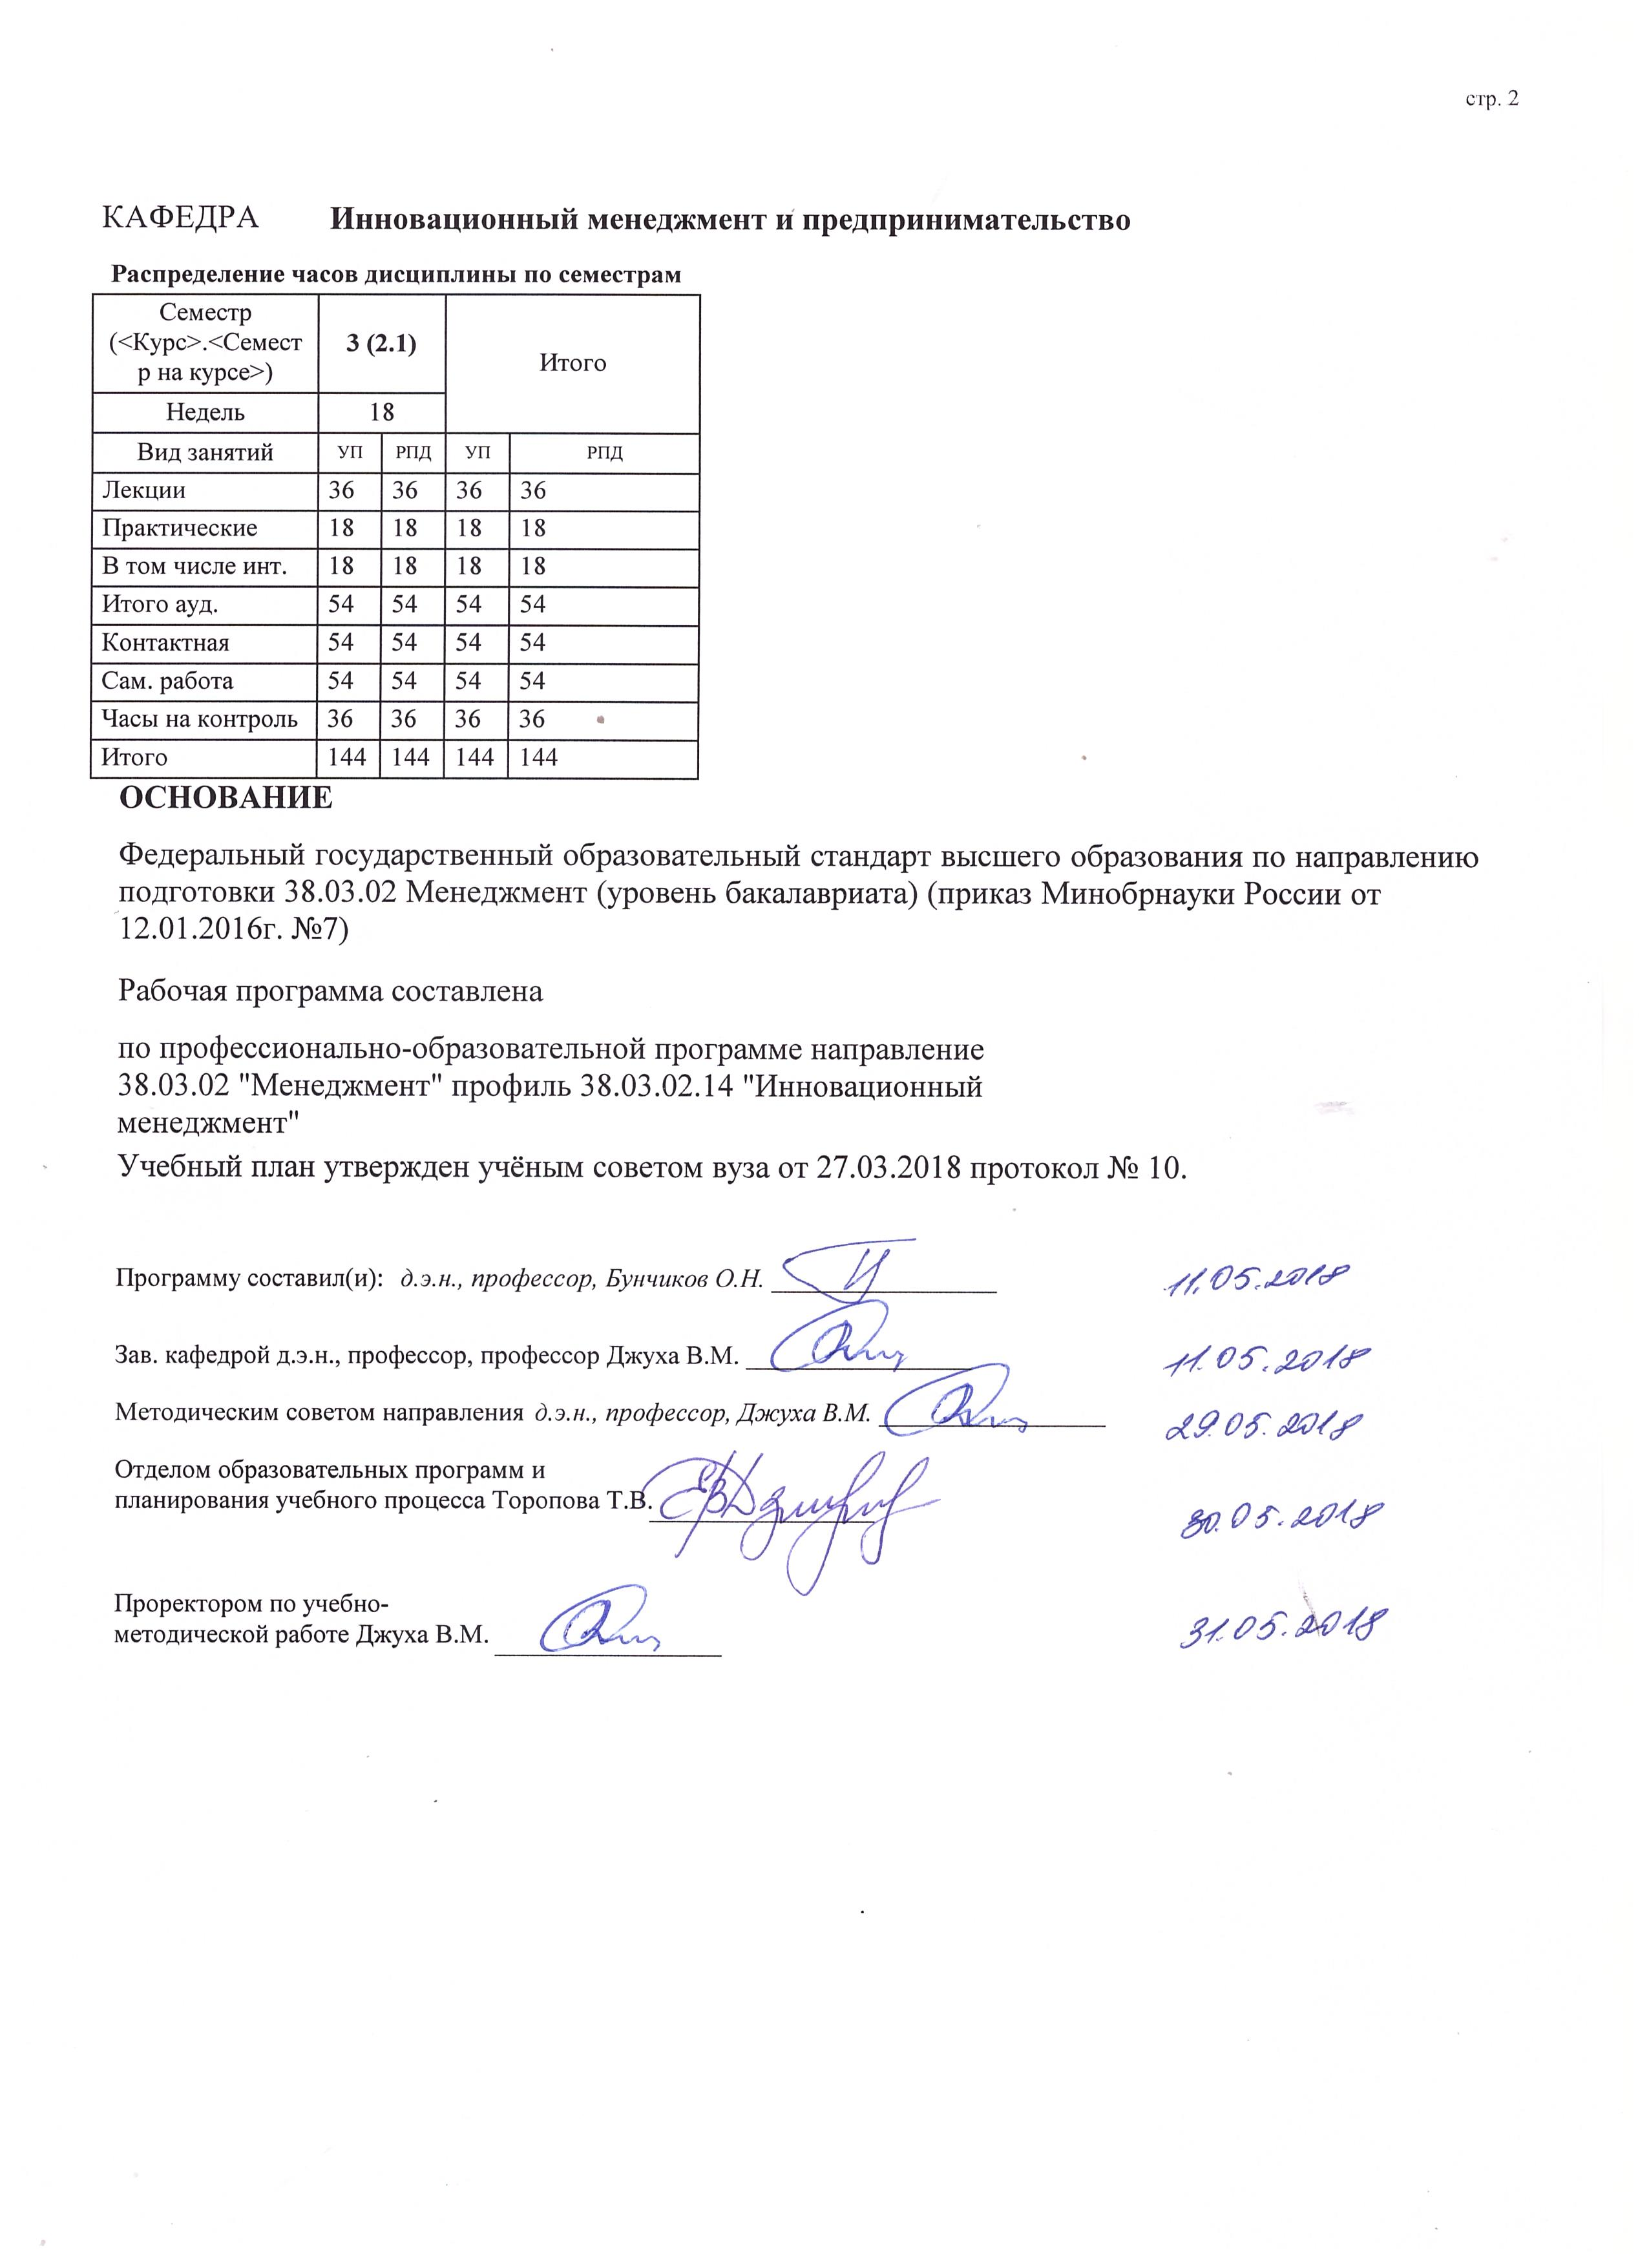 стр. 2
КАФЕДРА Инновационный менеджмент и предпринимательство
Распределение часов дисциплины по семестрам
Семестр
(<Курс>.<Семест
р на курсе>)
3 (2.1)
Итого
Недель 18
Вид занятий УП РПД УП РПД
Лекции 36 36 36 36
Практические 18 18 18 18
В том числе инт. 18 18 18 18
Итого ауд. 54 54 54 54
Контактная 54 54 54 54
Сам. работа 54 54 54 54
Часы на контроль 36 36 36 36
Итого 144 144 144 144
ОСНОВАНИЕ
Федеральный государственный образовательный стандарт высшего образования по направлению
подготовки 38.03.02 Менеджмент (уровень бакалавриата) (приказ Минобрнауки России от
12.01.2016г. №7)
Рабочая программа составлена
по профессионально-образовательной программе направление
38.03.02 "Менеджмент" профиль 38.03.02.14 "Инновационный
менеджмент"
Учебный план утвержден учёным советом вуза от 27.03.2018 протокол № 10.
Программу составил(и): д.э.н., профессор, Бунчиков О.Н. 11.05.2018
Зав. кафедрой д.э.н., профессор, профессор Джуха В.М. 11.05.2018
Методическим советом направления д.э.н., профессор, Джуха В.М. 29.05.2018
Отделом образовательных программ и
планирования учебного процесса Торопова Т.В. 30.05.2018
Проректором по учебно-
методической работе Джуха В.М. 31.05.2018